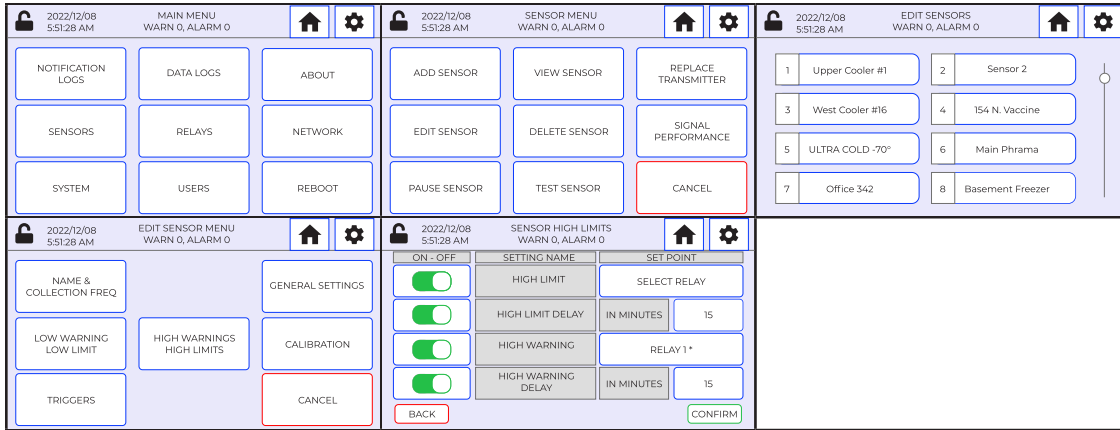 2022/12/08
5:51:28 AM
MAIN MENU
WARN 0, ALARM 0
NOTIFICATION
LOGS
DATA LOGS
ABOUT
SENSORS
RELAYS
NETWORK
SYSTEM
USERS
REBOOT
2022/12/08
5:51:28 AM
SENSOR MENU
WARN 0, ALARM 0
ADD SENSOR
VIEW SENSOR
REPLACE
TRANSMITTER
EDIT SENSOR
DELETE SENSOR
SIGNAL
PERFORMANCE
PAUSE SENSOR
TEST SENSOR
CANCEL
2022/12/08
5:51:28 AM
EDIT SENSORS
WARN 0, ALARM 0
1 Upper Cooler #1
2 Sensor 2
3 West Cooler #16
4 154 N. Vaccine
5 ULTRA COLD -70°
6 Main Phrama
7 Office 342
8 Basement Freezer
2022/12/08
5:51:28 AM
EDIT SENSOR MENU
WARN 0, ALARM 0
NAME &
COLLECTION FREQ
GENERAL SETTINGS
LOW WARNING
LOW LIMIT
HIGH WARNINGS
HIGH LIMITS
CALIBRATION
TRIGGERS
CANCEL
2022/12/08
5:51:28 AM
SENSOR HIGH LIMITS
WARN 0, ALARM 0
ON - OFF SETTING NAME SET POINT
HIGH LIMIT SELECT RELAY
HIGH LIMIT DELAY IN MINUTES 15
HIGH WARNING RELAY 1 *
HIGH WARNING
DELAY
IN MINUTES 15
BACK CONFIRM